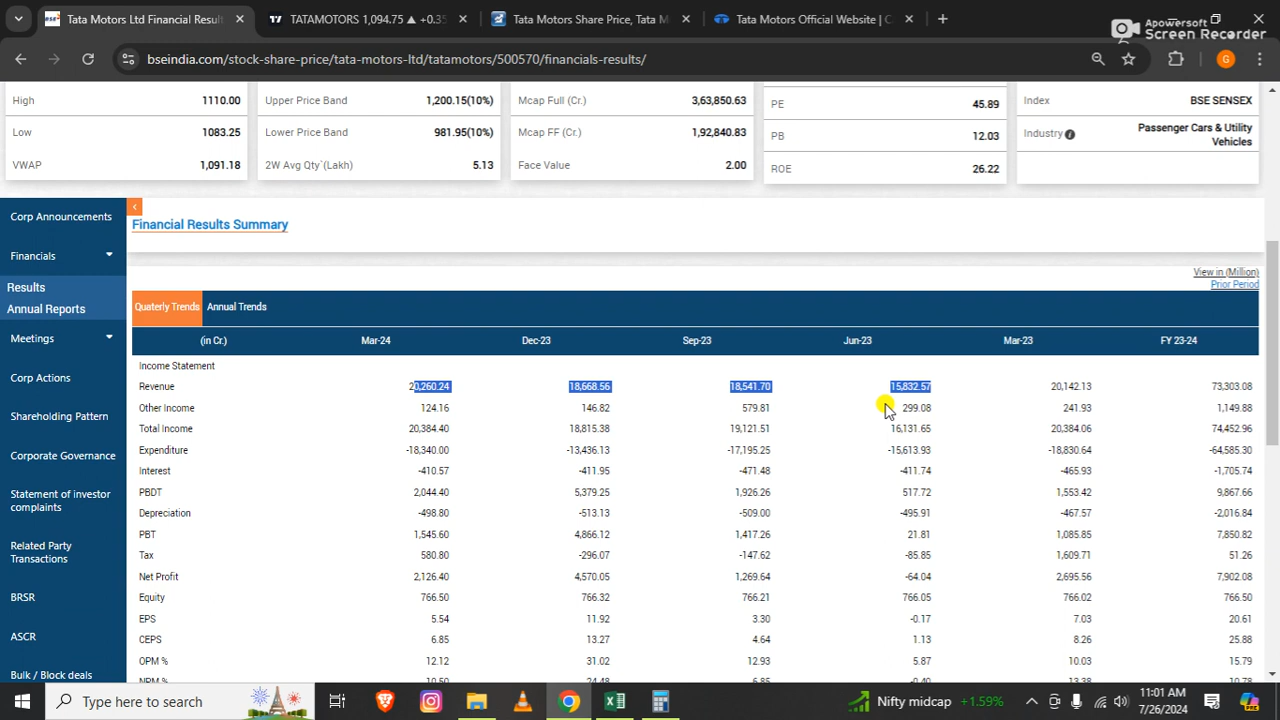 Tata Motors Ltd Financial Resul
TATAMOTORS 1,094.75 ▲ +0.3
Tata Motors Share Price, Tata M
Tata Motors Official Website | C
Apowersoft
Screen Recorder
bseindia.com/stock-share-price/tata-motors-ltd/tatamotors/500570/financials-results/
G
High 1110.00
Low 1083.25
VWAP 1,091.18
Upper Price Band 1,200.15(10%)
Lower Price Band 981.95(10%)
2W Avg Qty`(Lakh) 5.13
Mcap Full (Cr.) 3,63,850.63
Mcap FF (Cr.) 1,92,840.83
Face Value 2.00
PE 45.89
PB 12.03
ROE 26.22
Index BSE SENSEX
Industry Passenger Cars & Utility
Vehicles
Corp Announcements
Financials
Results
Annual Reports
Meetings
Corp Actions
Shareholding Pattern
Corporate Governance
Statement of investor
complaints
Related Party
Transactions
BRSR
ASCR
Bulk / Block deals
Financial Results Summary
View in (Million)
Prior Period
Quaterly Trends Annual Trends
(in Cr.) Mar-24 Dec-23 Sep-23 Jun-23 Mar-23 FY 23-24
Income Statement
Revenue 20,260.24 18,668.56 18,541.70 15,832.57 20,142.13 73,303.08
Other Income 124.16 146.82 579.81 299.08 241.93 1,149.88
Total Income 20,384.40 18,815.38 19,121.51 16,131.65 20,384.06 74,452.96
Expenditure -18,340.00 -13,436.13 -17,195.25 -15,613.93 -18,830.64 -64,585.30
Interest -410.57 -411.95 -471.48 -411.74 -465.93 -1,705.74
PBDT 2,044.40 5,379.25 1,926.26 517.72 1,553.42 9,867.66
Depreciation -498.80 -513.13 -509.00 -495.91 -467.57 -2,016.84
PBT 1,545.60 4,866.12 1,417.26 21.81 1,085.85 7,850.82
Tax 580.80 -296.07 -147.62 -85.85 1,609.71 51.26
Net Profit 2,126.40 4,570.05 1,269.64 -64.04 2,695.56 7,902.08
Equity 766.50 766.32 766.21 766.05 766.02 766.50
EPS 5.54 11.92 3.30 -0.17 7.03 20.61
CEPS 6.85 13.27 4.64 1.13 8.26 25.88
OPM % 12.12 31.02 12.93 5.87 10.03 15.79
NPM % 10.50 24.48 6.85 -0.40 13.38 10.78
Type here to search
Nifty midcap +1.59%
11:01 AM
7/26/2024